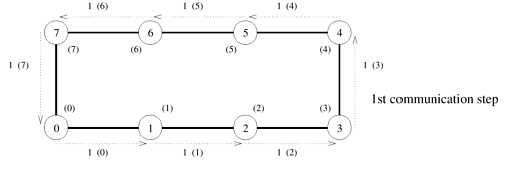 1 (6) 1 (5) 1 (4)
7 6 5 4
(7) (6) (5) (4)
1 (7) 1 (3)
1st communication step
(0) (1) (2) (3)
0 1 2 3
1 (0) 1 (1) 1 (2)